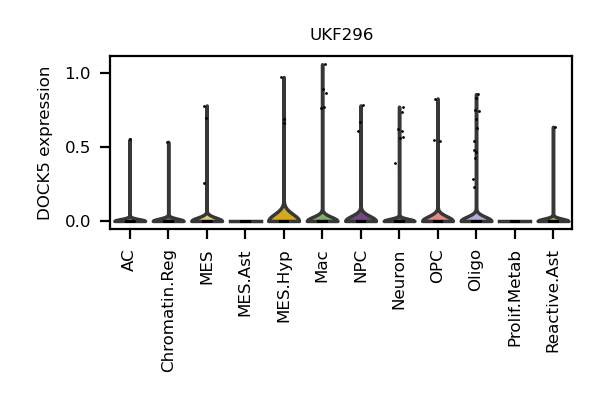 UKF296
DOCK5 expression
1.0
0.5
0.0
AC
Chromatin.Reg
MES
MES.Ast
MES.Hyp
Mac
NPC
Neuron
OPC
Oligo
Prolif.Metab
Reactive.Ast